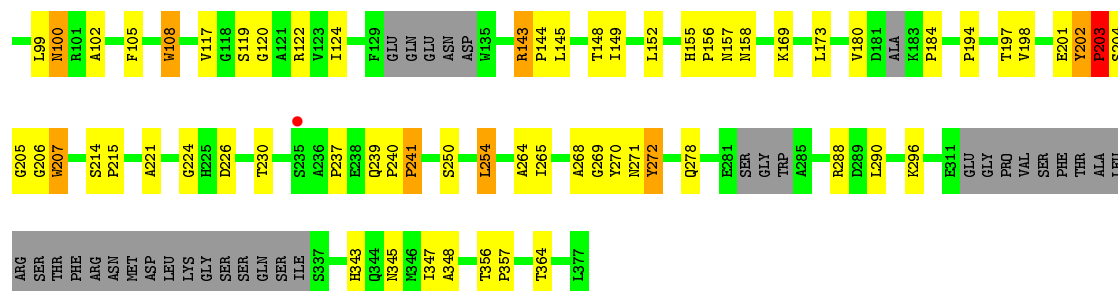 L99 N100 R101 A102 F105 W108 V117 G118 S119 G120 A121 R122 V123 I124 F129 GLU GLN GLU ASN ASP W135 R143 P144 L145 T148 I149 L152 H155 P156 N157 N158 K169 L173 V180 D181 ALA K183 P184 P194 T197 V198 E201 Y202 P203 S204
G205 G206 W207 S214 P215 A221 G224 H225 D226 T230 S235 A236 P237 E238 Q239 P240 P241 S250 L254 A264 I265 A268 G269 Y270 N271 Y272 Q278 E281 SER GLY TRP A285 R288 D289 L290 K296 E311 GLU GLY PRO VAL SER PHE THR ALA LEU
ARG SER THR PHE ARG ASN MET ASP LEU LYS GLY SER SER GLN SER ILE S337 H343 Q344 N345 M346 I347 A348 T356 P357 T364 L377